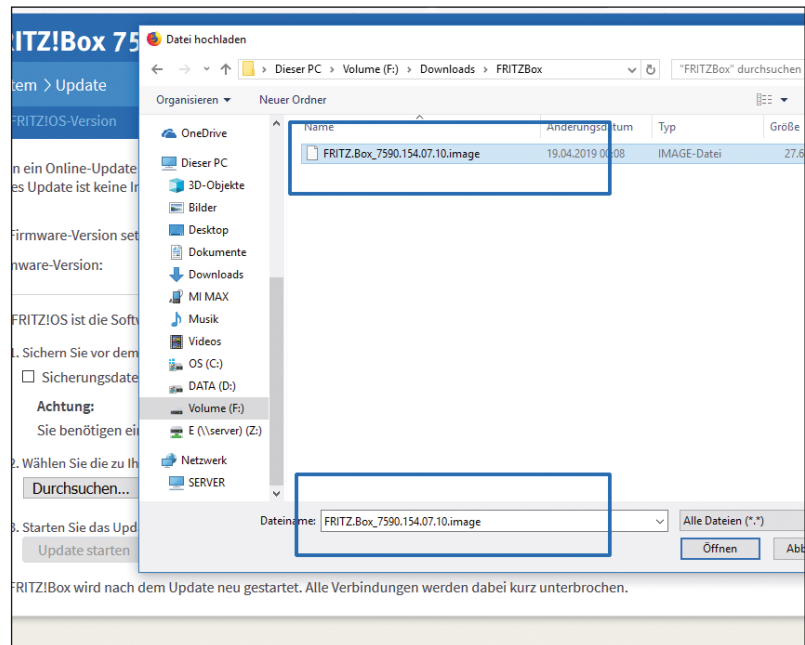 ITZ!Box 75
Datei hochladen
Dieser PC > Volume (F:) > Downloads > FRITZBox
"FRITZBox" durchsuchen
tem > Update
Organisieren
Neuer Ordner
FRITZ!OS-Version
OneDrive
Name
Änderungsdatum
Typ
Größe
FRITZ.Box_7590.154.07.10.image
19.04.2019 00:08
IMAGE-Datei
27.6
n ein Online-Update
Dieser PC
es Update ist keine In
3D-Objekte
Bilder
Firmware-Version set
Desktop
Dokumente
nware-Version:
Downloads
MI MAX
FRITZ!OS ist die Softw
Musik
Videos
1. Sichern Sie vor dem
OS (C:)
Sicherungsdate
DATA (D:)
Achtung:
Volume (F:)
Sie benötigen ein
E (\\server) (Z:)
2. Wählen Sie die zu Ih
Netzwerk
Durchsuchen...
SERVER
3. Starten Sie das Upd
Dateiname:
FRITZ.Box_7590.154.07.10.image
Alle Dateien (*.*)
Update starten
Öffnen
Abb
FRITZ!Box wird nach dem Update neu gestartet. Alle Verbindungen werden dabei kurz unterbrochen.